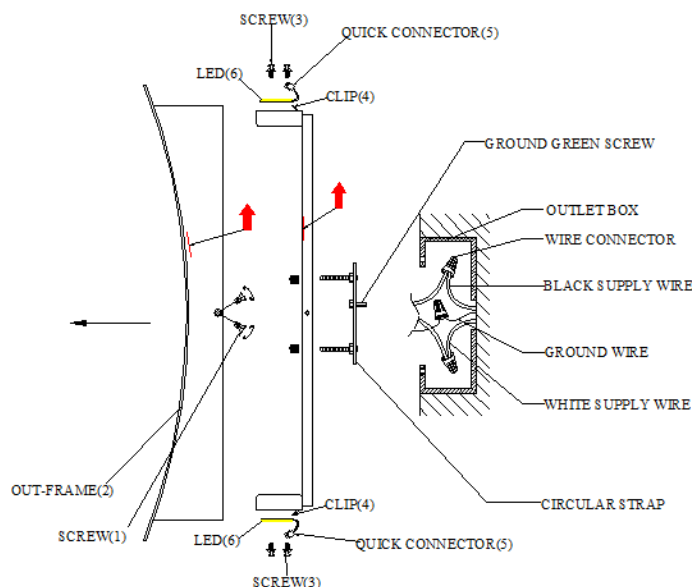 SCREW(3)
QUICK CONNECTOR(5)
LED(6)
CLIP(4)
GROUND GREEN SCREW
OUTLET BOX
WIRE CONNECTOR
BLACK SUPPLY WIRE
GROUND WIRE
WHITE SUPPLY WIRE
OUT-FRAME(2)
CLIP(4)
CIRCULAR STRAP
SCREW(1)
LED(6)
QUICK CONNECTOR(5)
SCREW(3)